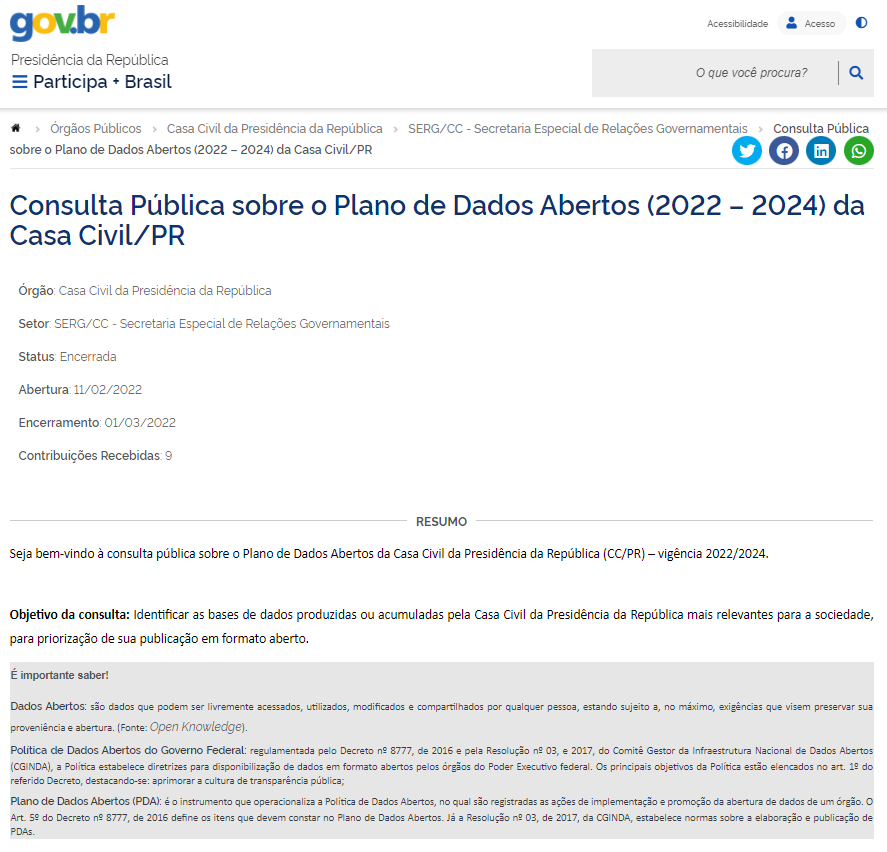 gov.br
Acessibilidade
Acesso
Presidência da República
Participa + Brasil
O que você procura?
Órgãos Públicos › Casa Civil da Presidência da República › SERG/CC - Secretaria Especial de Relações Governamentais › Consulta Pública
sobre o Plano de Dados Abertos (2022 – 2024) da Casa Civil/PR
Consulta Pública sobre o Plano de Dados Abertos (2022 – 2024) da
Casa Civil/PR
Órgão: Casa Civil da Presidência da República
Setor: SERG/CC - Secretaria Especial de Relações Governamentais
Status: Encerrada
Abertura: 11/02/2022
Encerramento: 01/03/2022
Contribuições Recebidas: 9
RESUMO
Seja bem-vindo à consulta pública sobre o Plano de Dados Abertos da Casa Civil da Presidência da República (CC/PR) – vigência 2022/2024.
Objetivo da consulta: Identificar as bases de dados produzidas ou acumuladas pela Casa Civil da Presidência da República mais relevantes para a sociedade,
para priorização de sua publicação em formato aberto.
É importante saber!
Dados Abertos: são dados que podem ser livremente acessados, utilizados, modificados e compartilhados por qualquer pessoa, estando sujeito a, no máximo, exigências que visem preservar sua
proveniência e abertura. (Fonte: Open Knowledge).
Política de Dados Abertos do Governo Federal: regulamentada pelo Decreto nº 8777, de 2016 e pela Resolução nº 03, e 2017, do Comitê Gestor da Infraestrutura Nacional de Dados Abertos
(CGINDA), a Política estabelece diretrizes para disponibilização de dados em formato abertos pelos órgãos do Poder Executivo federal. Os principais objetivos da Política estão elencados no art. 1º do
referido Decreto, destacando-se: aprimorar a cultura de transparência pública;
Plano de Dados Abertos (PDA): é o instrumento que operacionaliza a Política de Dados Abertos, no qual são registradas as ações de implementação e promoção da abertura de dados de um órgão. O
Art. 5º do Decreto nº 8777, de 2016 define os itens que devem constar no Plano de Dados Abertos. Já a Resolução nº 03, de 2017, da CGINDA, estabelece normas sobre a elaboração e publicação de
PDAs.